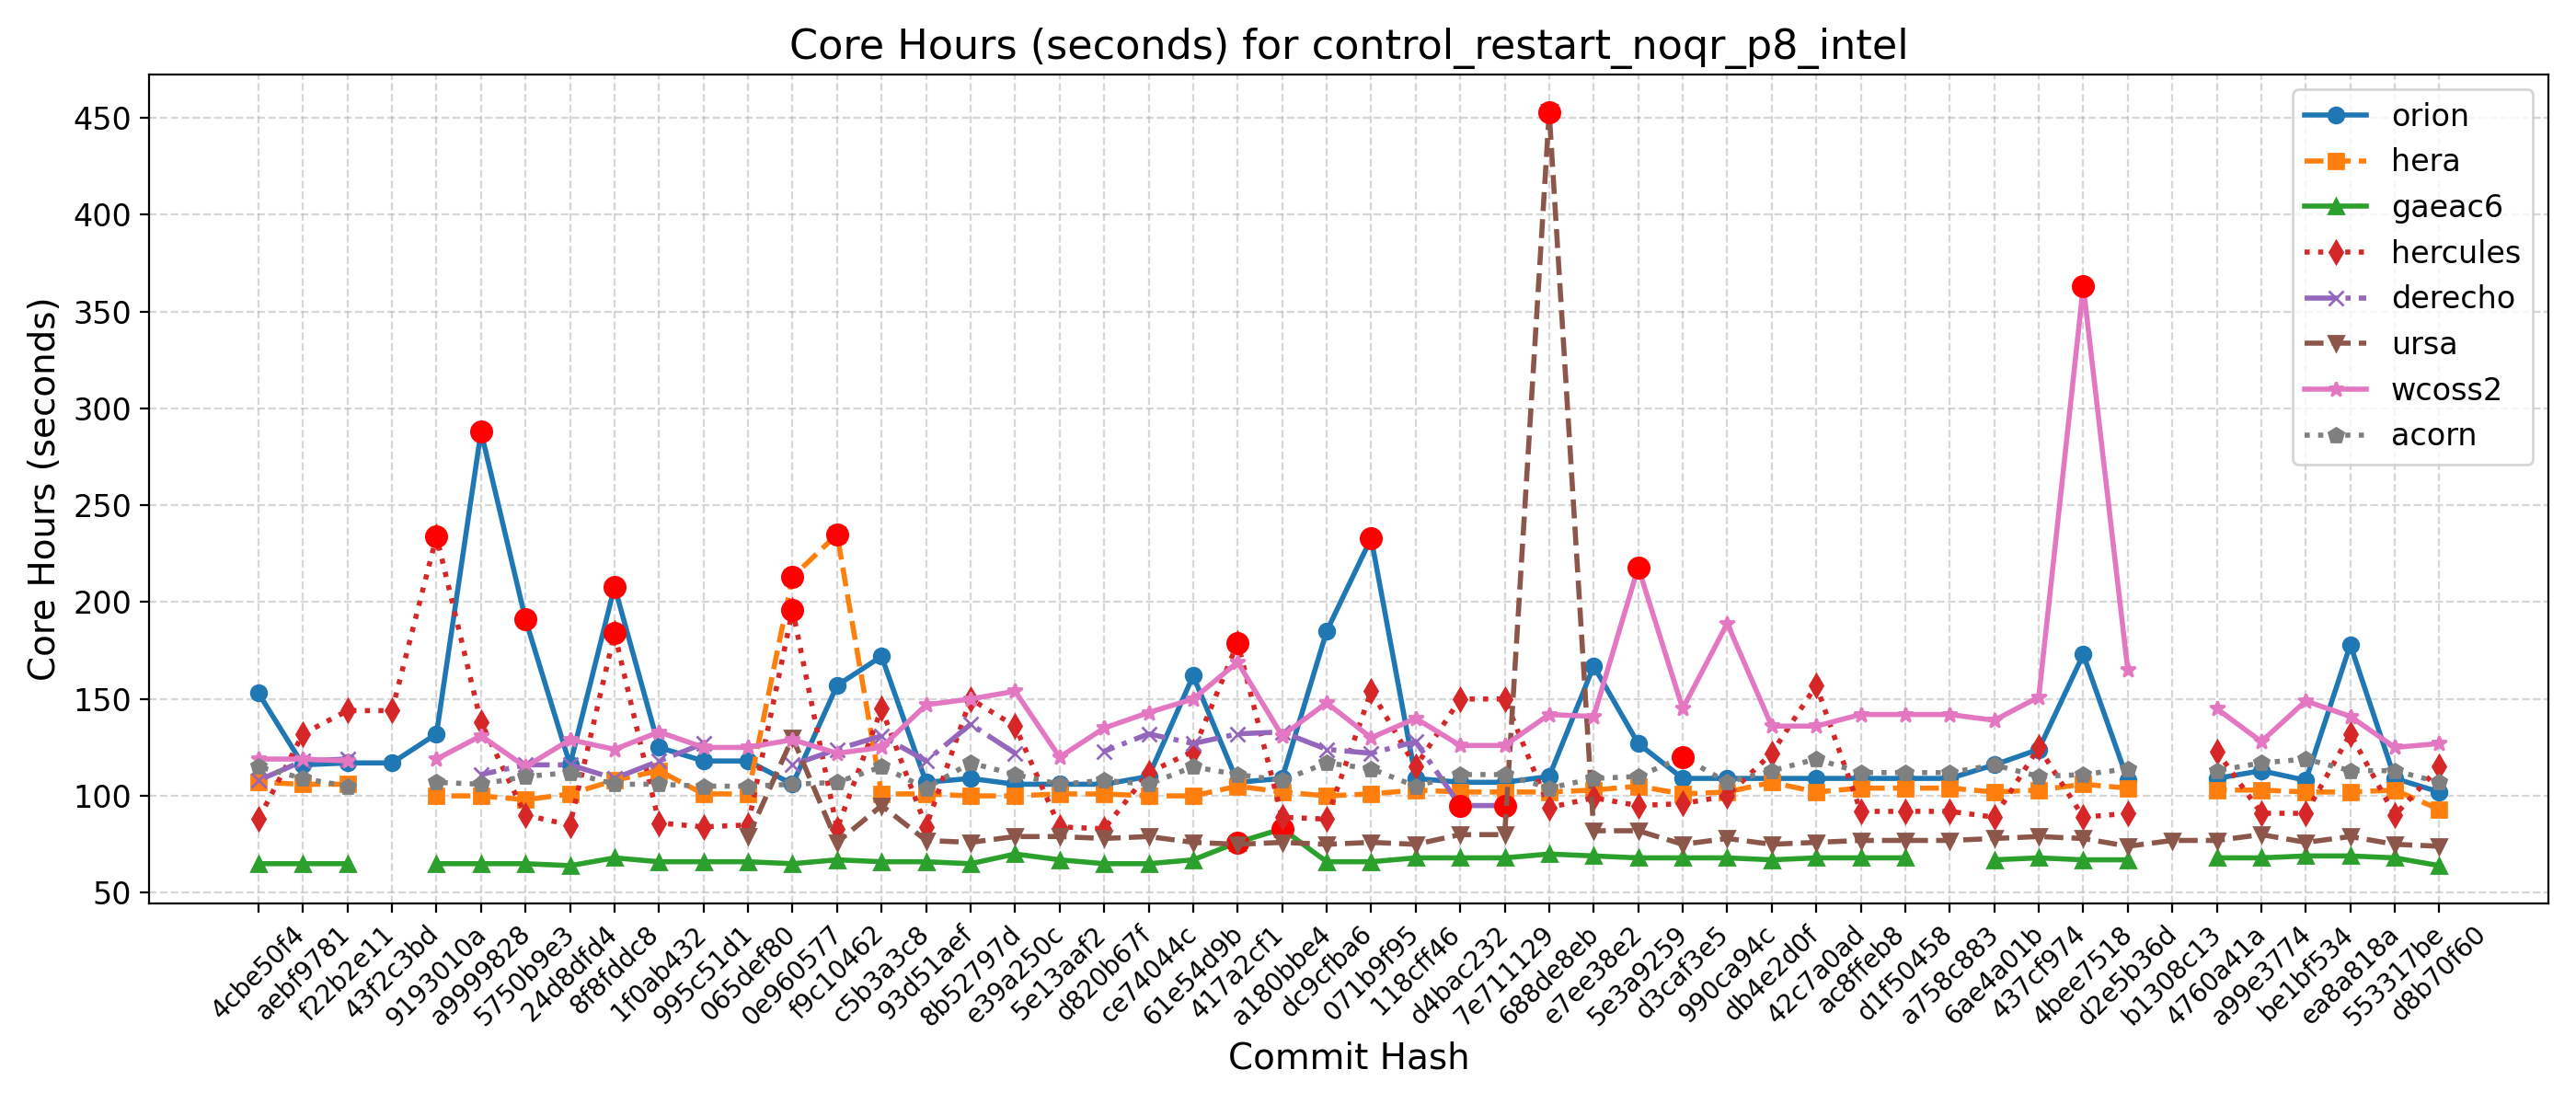 Core Hours (seconds) for control_restart_noqr_p8_intel
Core Hours (seconds)
450
400
350
300
250
200
150
100
50
orion
hera
gaeac6
hercules
derecho
ursa
wcoss2
acorn
4cbe50f4
aebf9781
f22b2e11
43f2c3bd
9193010a
a9999828
5750b9e3
24d8dfd4
8f8fddc8
1f0ab432
995c51d1
065def80
0e960577
f9c10462
c5b3a3c8
93d51aef
8b52797d
e39a250c
5e13aaf2
d820b67f
ce74044c
61e54d9b
417a2cf1
a180bbe4
dc9cfba6
071b9f95
118cff46
d4bac232
7e711129
688de8eb
e7ee38e2
5e3a9259
d3caf3e5
990ca94c
db4e2d0f
42c7a0ad
ac8ffeb8
d1f50458
a758c883
6ae4a01b
437cf974
4bee7518
d2e5b36d
b1308c13
4760a41a
a99e3774
be1bf534
ea8a818a
553317be
d8b70f60
Commit Hash